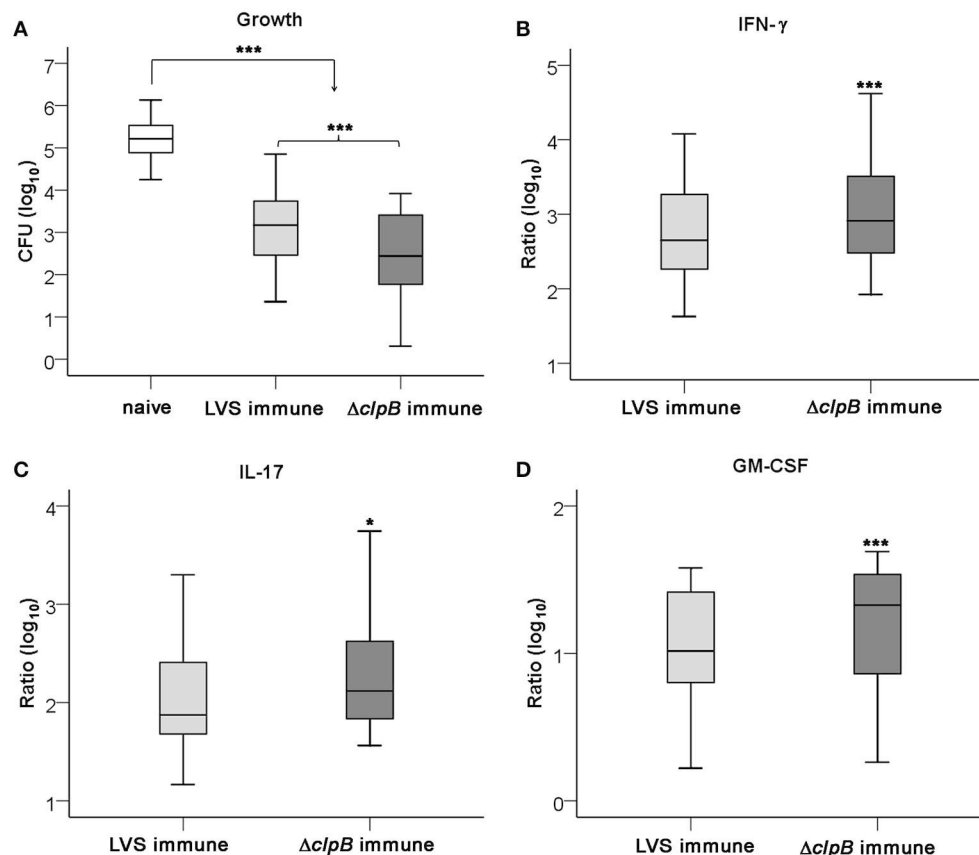 A
Growth
***
***
7
6
5
4
3
2
1
0
CFU (log10)
naive
LVS immune
ΔclpB immune
B
IFN- γ
***
5
4
3
2
1
Ratio (log10)
LVS immune
ΔclpB immune
C
IL-17
*
4
3
2
1
Ratio (log10)
LVS immune
ΔclpB immune
D
GM-CSF
***
2
1
0
Ratio (log10)
LVS immune
ΔclpB immune